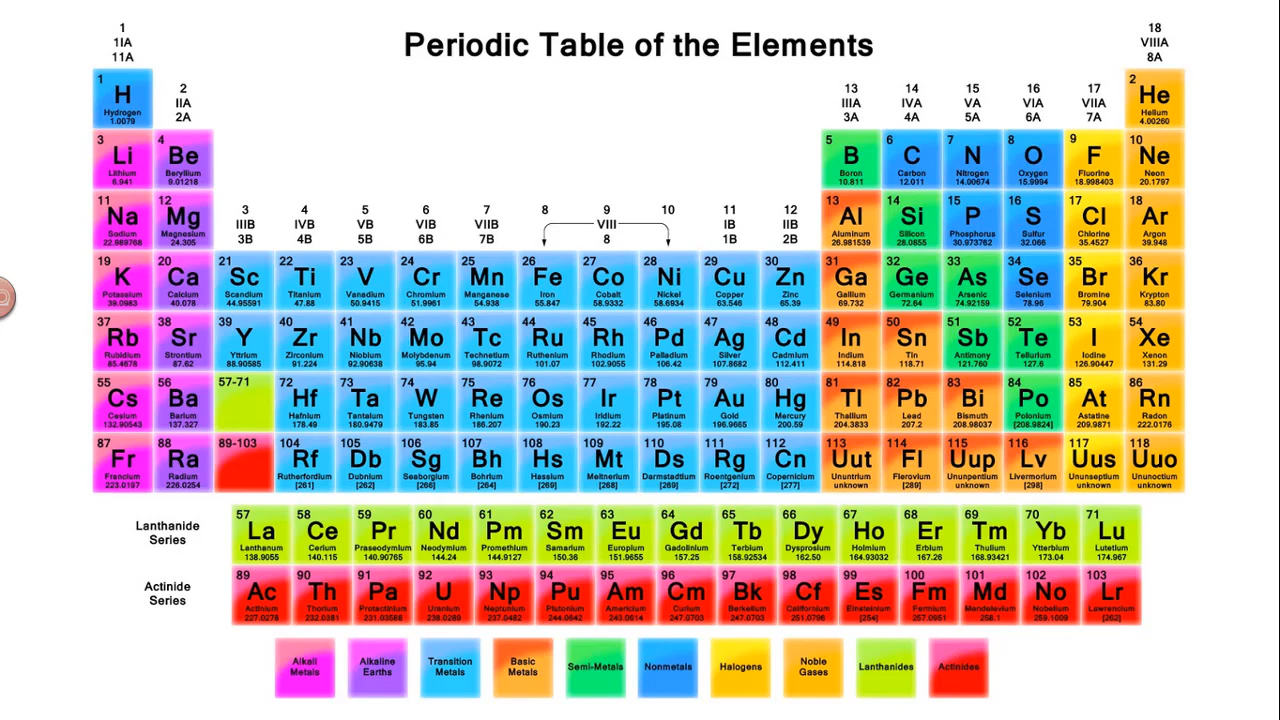 Periodic Table of the Elements
1 18
1IA VIIIA
11A 8A
2 13 14 15 16 17
IIA IIIA IVA VA VIA VIIA
2A 3A 4A 5A 6A 7A
1 2
H He
Hydrogen Helium
1.0079 4.00260
3 4 5 6 7 8 9 10
Li Be B C N O F Ne
Lithium Beryllium Boron Carbon Nitrogen Oxygen Fluorine Neon
6.941 9.01218 10.811 12.011 14.00674 15.9994 18.998403 20.1797
11 12 13 14 15 16 17 18
Na Mg Al Si P S Cl Ar
Sodium Magnesium Aluminum Silicon Phosphorus Sulfur Chlorine Argon
22.989768 24.305 26.981539 28.0855 30.973762 32.066 35.4527 39.948
3 4 5 6 7 8 9 10 11 12
IIIB IVB VB VIB VIIB VIII IB IIB
3B 4B 5B 6B 7B 8 1B 2B
19 20 21 22 23 24 25 26 27 28 29 30 31 32 33 34 35 36
K Ca Sc Ti V Cr Mn Fe Co Ni Cu Zn Ga Ge As Se Br Kr
Potassium Calcium Scandium Titanium Vanadium Chromium Manganese Iron Cobalt Nickel Copper Zinc Gallium Germanium Arsenic Selenium Bromine Krypton
39.0983 40.078 44.95591 47.88 50.9415 51.9961 54.938 55.847 58.9332 58.6934 63.546 65.39 69.732 72.64 74.92159 78.96 79.904 83.80
37 38 39 40 41 42 43 44 45 46 47 48 49 50 51 52 53 54
Rb Sr Y Zr Nb Mo Tc Ru Rh Pd Ag Cd In Sn Sb Te I Xe
Rubidium Strontium Yttrium Zirconium Niobium Molybdenum Technetium Ruthenium Rhodium Palladium Silver Cadmium Indium Tin Antimony Tellurium Iodine Xenon
85.4678 87.62 88.90585 91.224 92.90638 95.94 98.9072 101.07 102.9055 106.42 107.8682 112.411 114.818 118.71 121.760 127.6 126.90447 131.29
55 56 57-71 72 73 74 75 76 77 78 79 80 81 82 83 84 85 86
Cs Ba Hf Ta W Re Os Ir Pt Au Hg Tl Pb Bi Po At Rn
Cesium Barium Hafnium Tantalum Tungsten Rhenium Osmium Iridium Platinum Gold Mercury Thallium Lead Bismuth Polonium Astatine Radon
132.90543 137.327 178.49 180.9479 183.85 186.207 190.23 192.22 195.08 196.9665 200.59 204.3833 207.2 208.98037 [208.9824] 209.9871 222.0176
87 88 89-103 104 105 106 107 108 109 110 111 112 113 114 115 116 117 118
Fr Ra Rf Db Sg Bh Hs Mt Ds Rg Cn Uut Fl Uup Lv Uus Uuo
Francium Radium Rutherfordium Dubnium Seaborgium Bohrium Hassium Meitnerium Darmstadtium Roentgenium Copernicium Ununtrium Flerovium Ununpentium Livermorium Ununseptium Ununoctium
223.0197 226.0254 [261] [262] [266] [264] [269] [268] [269] [272] [277] unknown [289] unknown [298] unknown unknown
Lanthanide
Series
57 58 59 60 61 62 63 64 65 66 67 68 69 70 71
La Ce Pr Nd Pm Sm Eu Gd Tb Dy Ho Er Tm Yb Lu
Lanthanum Cerium Praseodymium Neodymium Promethium Samarium Europium Gadolinium Terbium Dysprosium Holmium Erbium Thulium Ytterbium Lutetium
138.9055 140.115 140.90765 144.24 144.9127 150.36 151.9655 157.25 158.92534 162.50 164.93032 167.26 168.93421 173.04 174.967
Actinide
Series
89 90 91 92 93 94 95 96 97 98 99 100 101 102 103
Ac Th Pa U Np Pu Am Cm Bk Cf Es Fm Md No Lr
Actinium Thorium Protactinium Uranium Neptunium Plutonium Americium Curium Berkelium Californium Einsteinium Fermium Mendelevium Nobelium Lawrencium
227.0278 232.0381 231.03588 238.0289 237.0482 244.0642 243.0614 247.0703 247.0703 251.0796 [254] 257.0951 258.1 259.1009 [262]
Alkali Metals
Alkaline Earths
Transition Metals
Basic Metals
Semi-Metals
Nonmetals
Halogens
Noble Gases
Lanthanides
Actinides